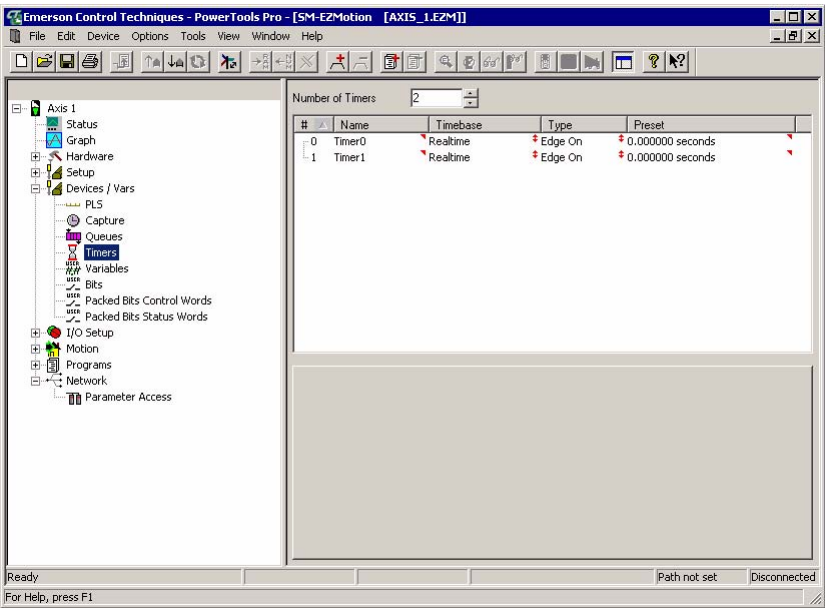 Emerson Control Techniques - PowerTools Pro - [SM-EZMotion [AXIS_1.EZM]]
File Edit Device Options Tools View Window Help
Number of Timers 2
# Name Timebase Type Preset
0 Timer0 Realtime Edge On 0.000000 seconds
1 Timer1 Realtime Edge On 0.000000 seconds
Axis 1
Status
Graph
Hardware
Setup
Devices / Vars
PLS
Capture
Queues
Timers
Variables
Bits
Packed Bits Control Words
Packed Bits Status Words
I/O Setup
Motion
Programs
Network
Parameter Access
Ready Path not set Disconnected
For Help, press F1